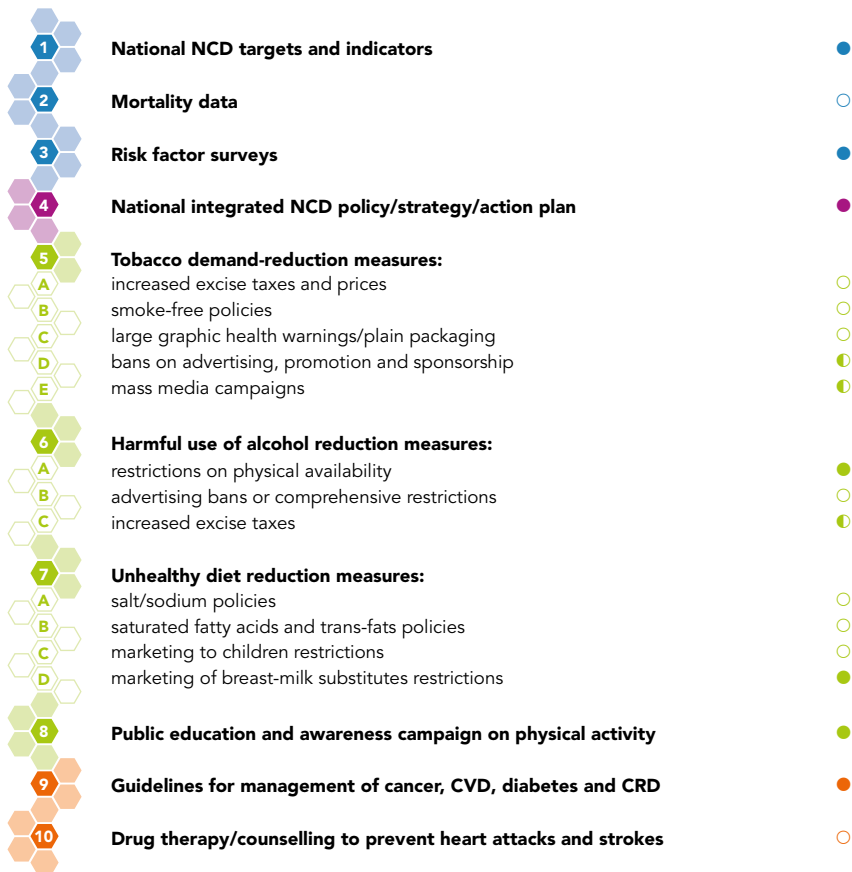 1 National NCD targets and indicators
2 Mortality data
3 Risk factor surveys
4 National integrated NCD policy/strategy/action plan
5 Tobacco demand-reduction measures:
A increased excise taxes and prices
B smoke-free policies
C large graphic health warnings/plain packaging
D bans on advertising, promotion and sponsorship
E mass media campaigns
6 Harmful use of alcohol reduction measures:
A restrictions on physical availability
B advertising bans or comprehensive restrictions
C increased excise taxes
7 Unhealthy diet reduction measures:
A salt/sodium policies
B saturated fatty acids and trans-fats policies
C marketing to children restrictions
D marketing of breast-milk substitutes restrictions
8 Public education and awareness campaign on physical activity
9 Guidelines for management of cancer, CVD, diabetes and CRD
10 Drug therapy/counselling to prevent heart attacks and strokes